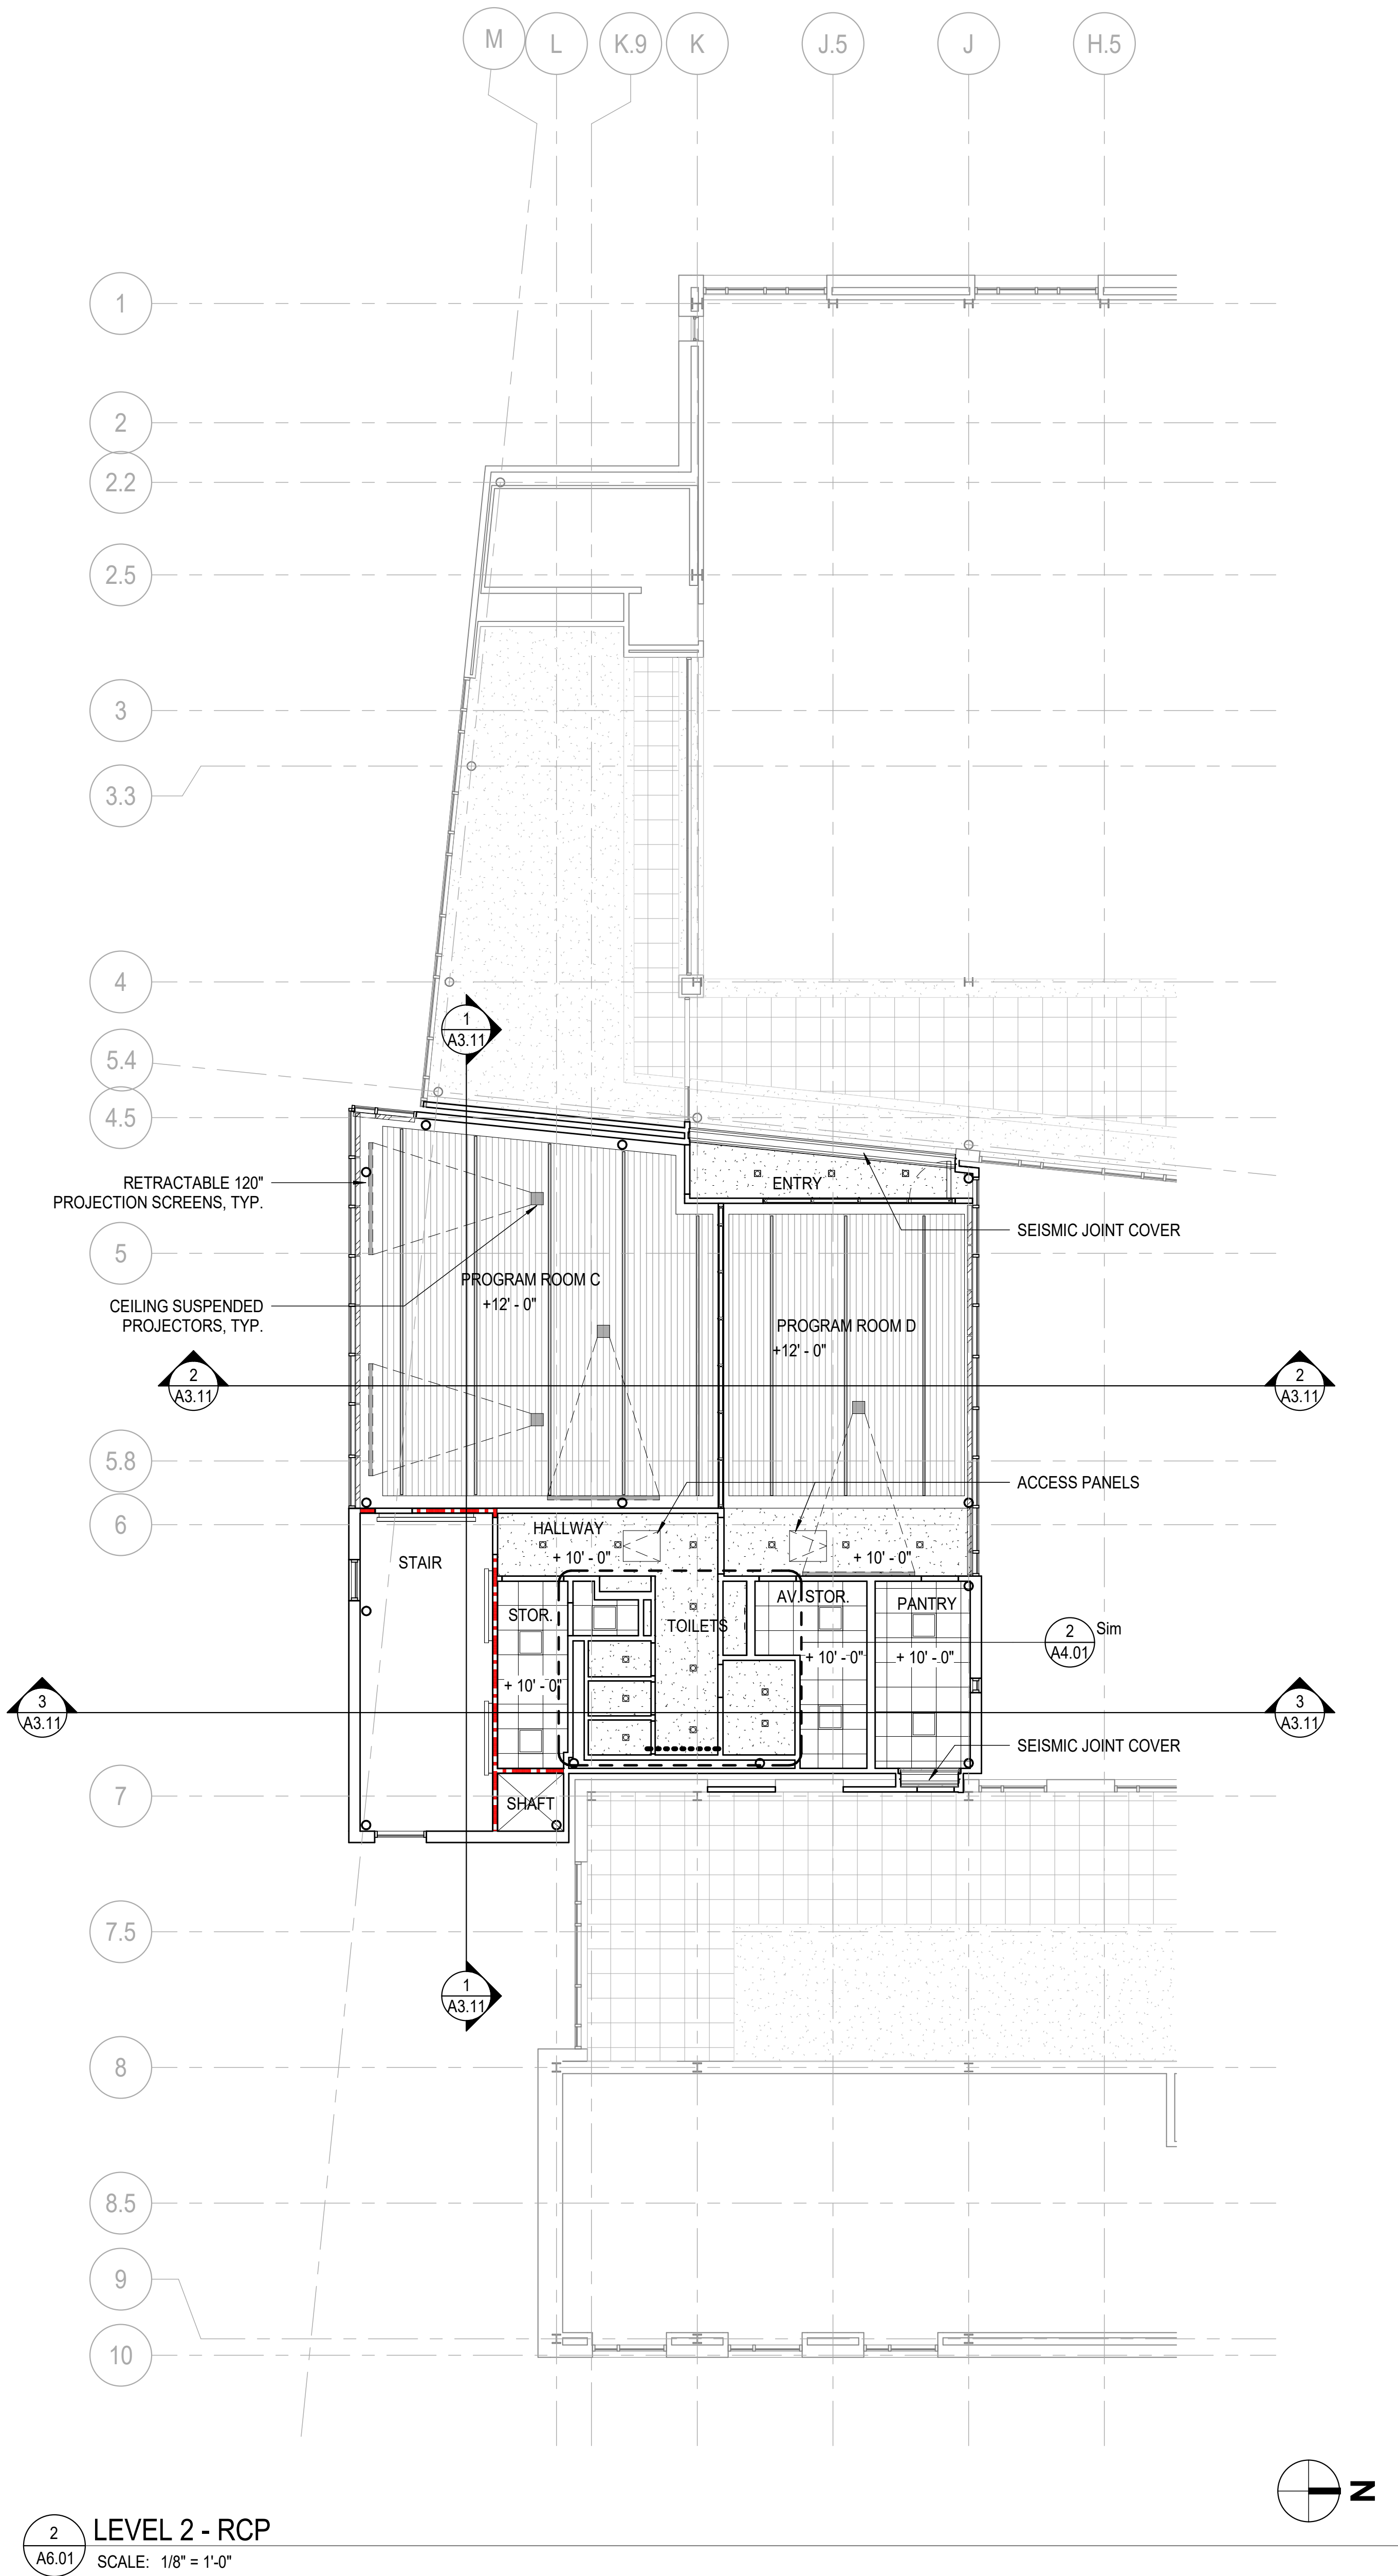 M
L
K.9
K
J.5
J
H.5
1
2
2.2
2.5
3
3.3
4
1
A3.11
5.4
4.5
RETRACTABLE 120"
PROJECTION SCREENS, TYP.
ENTRY
SEISMIC JOINT COVER
5
PROGRAM ROOM C
+12' - 0"
CEILING SUSPENDED
PROJECTORS, TYP.
PROGRAM ROOM D
+12' - 0"
2
A3.11
2
A3.11
5.8
ACCESS PANELS
6
HALLWAY
+ 10' - 0"
+ 10' - 0"
STAIR
STOR.
TOILETS
AV. STOR.
PANTRY
2
A4.01
Sim
+ 10' - 0"
+ 10' - 0"
+ 10' - 0"
3
A3.11
3
A3.11
SEISMIC JOINT COVER
7
SHAFT
7.5
1
A3.11
8
8.5
9
10
N
2
A6.01
LEVEL 2 - RCP
SCALE: 1/8" = 1'-0"